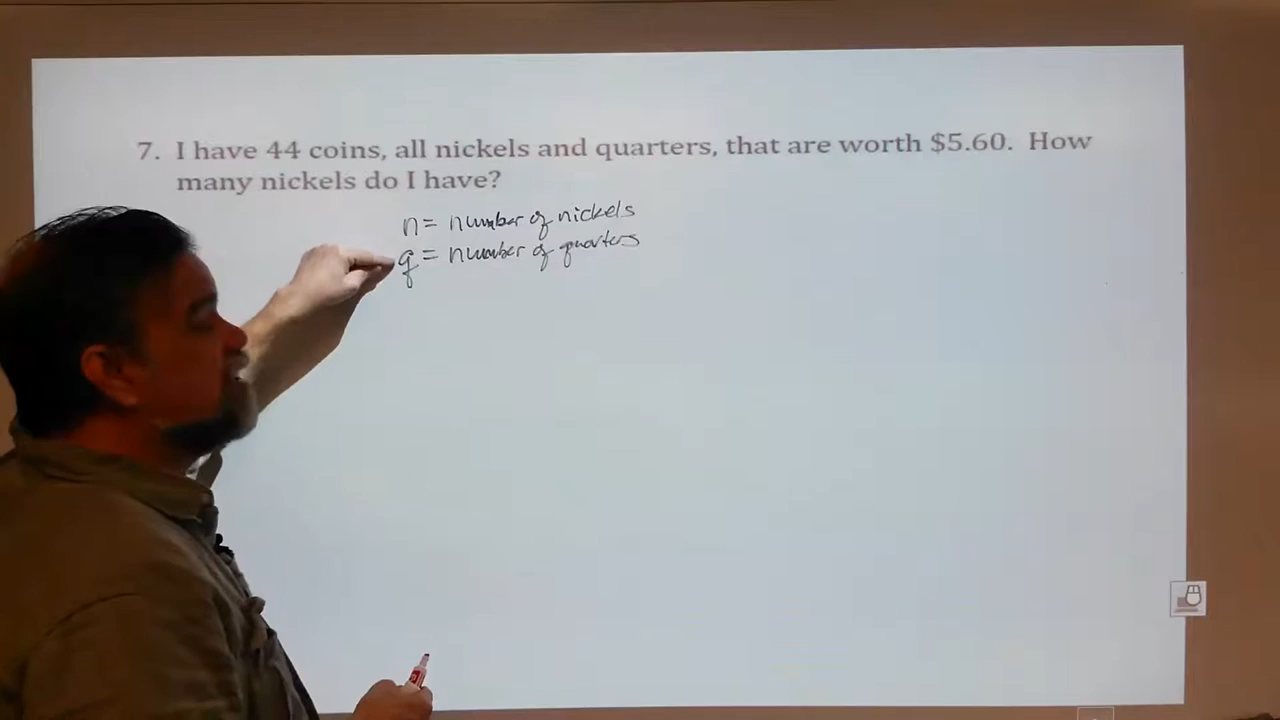 7. I have 44 coins, all nickels and quarters, that are worth $5.60. How
many nickels do I have?
n = number of nickels
q = number of quarters